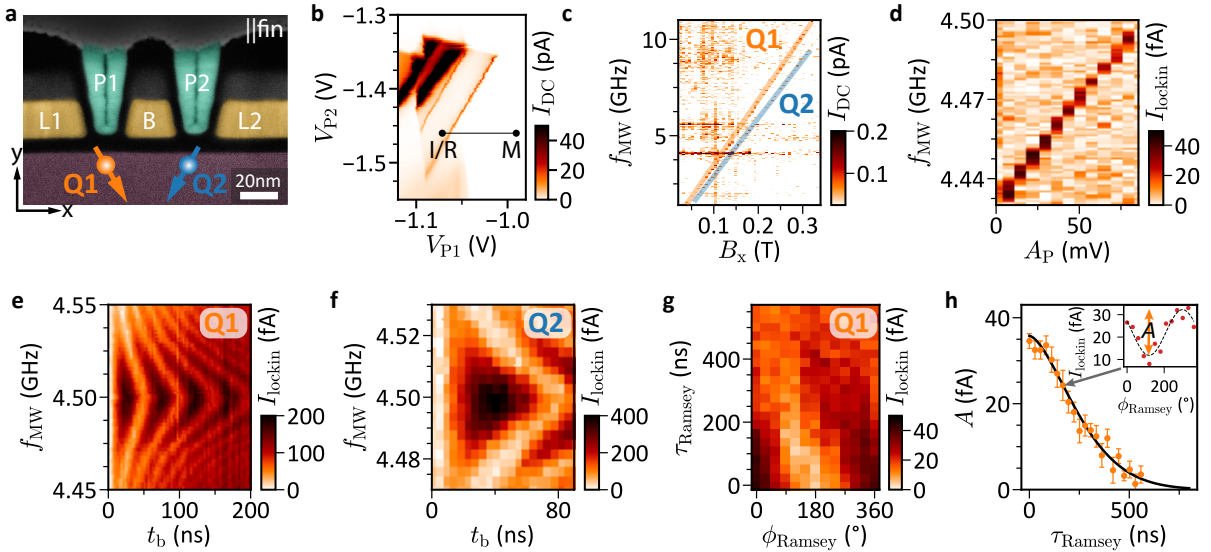 a
||fin
P1
P2
L1
B
L2
y
x
Q1
Q2
20nm
b
−1.3
−1.4
−1.5
V_P2 (V)
I/R
M
−1.1
−1.0
V_P1 (V)
I_DC (pA)
40
20
0
c
10
5
f_MW (GHz)
Q1
Q2
0.1
0.2
0.3
B_x (T)
I_DC (pA)
0.2
0.1
d
4.50
4.47
4.44
f_MW (GHz)
0
50
A_P (mV)
I_lockin (fA)
40
20
0
e
4.55
4.50
4.45
f_MW (GHz)
Q1
0
100
200
t_b (ns)
I_lockin (fA)
200
100
0
f
4.52
4.50
4.48
f_MW (GHz)
Q2
0
50
t_b (ns)
I_lockin (fA)
400
200
0
g
400
200
0
τ_Ramsey (ns)
Q1
0
180
360
ϕ_Ramsey (°)
I_lockin (fA)
40
20
0
h
40
20
0
A (fA)
0
500
τ_Ramsey (ns)
I_lockin (fA)
30
20
10
A
0
200
ϕ_Ramsey (°)